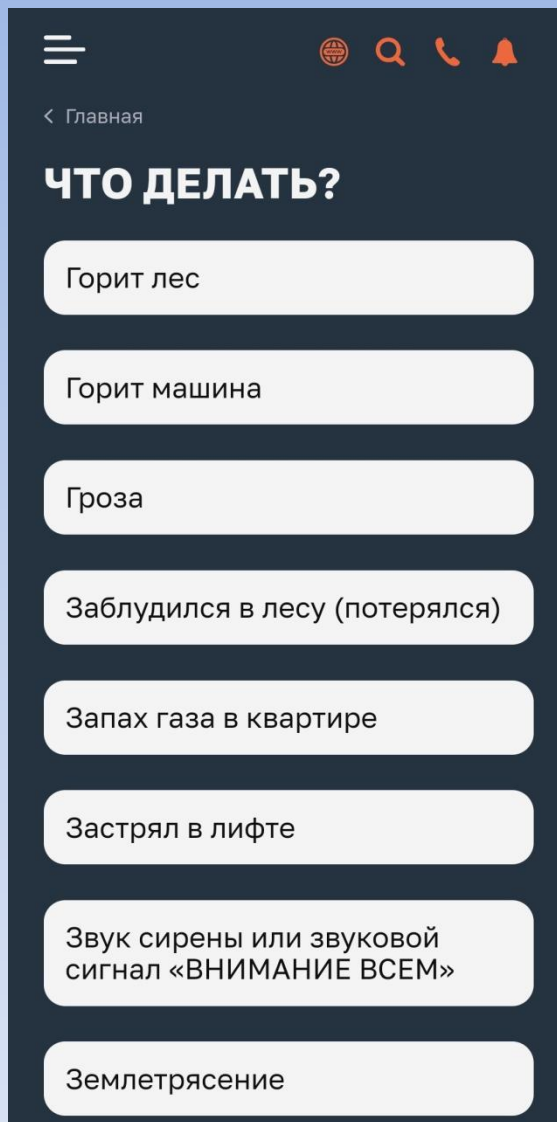 Главная
ЧТО ДЕЛАТЬ?
Горит лес
Горит машина
Гроза
Заблудился в лесу (потерялся)
Запах газа в квартире
Застрял в лифте
Звук сирены или звуковой
сигнал «ВНИМАНИЕ ВСЕМ»
Землетрясение